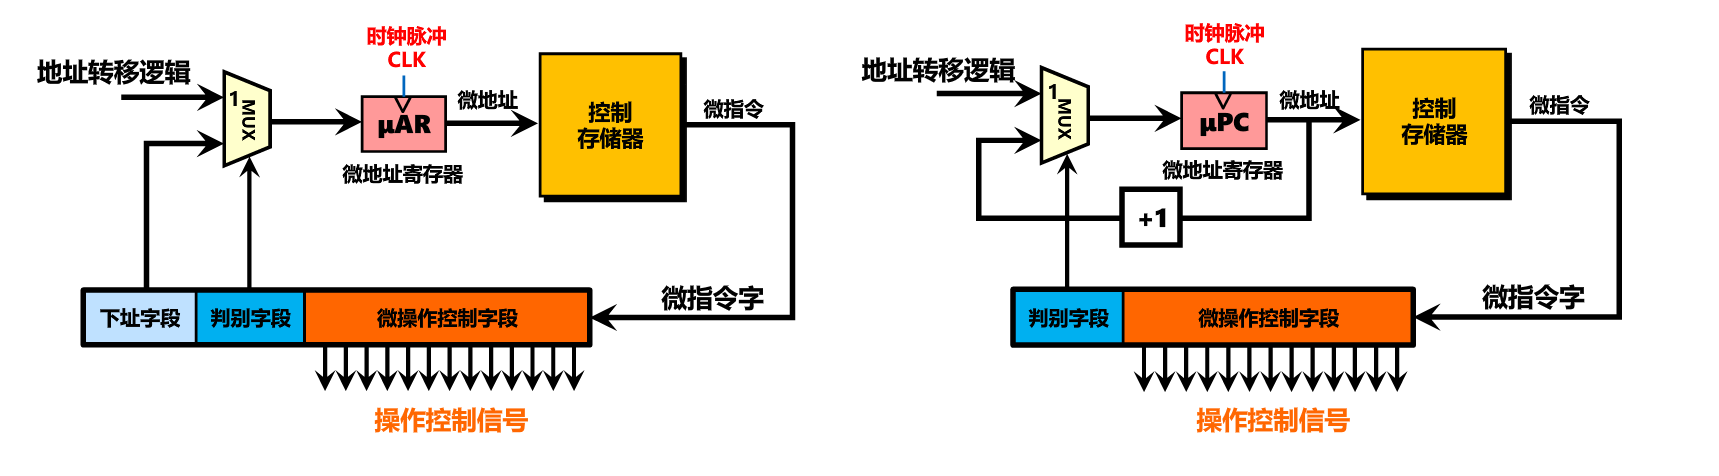 时钟脉冲
CLK
地址转移逻辑
1
MUX
µAR
微地址
微地址寄存器
控制
存储器
微指令
微指令字
下址字段
判别字段
微操作控制字段
操作控制信号
时钟脉冲
CLK
地址转移逻辑
1
MUX
µPC
微地址
微地址寄存器
控制
存储器
微指令
+1
微指令字
判别字段
微操作控制字段
操作控制信号